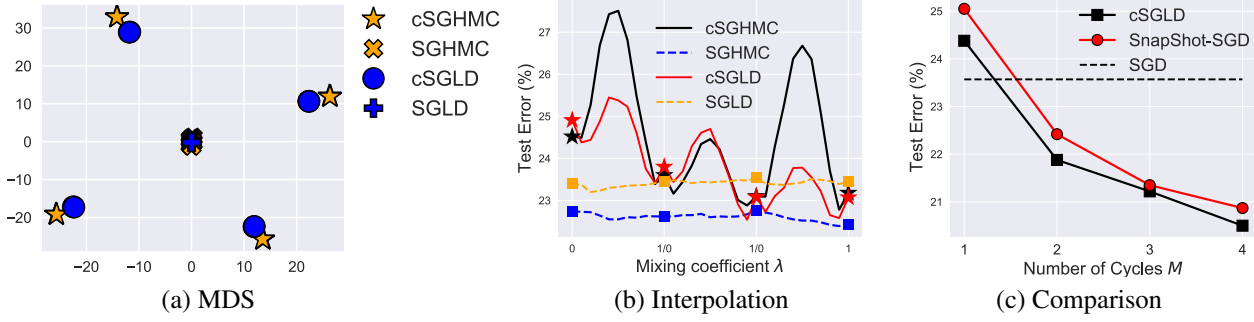 30
20
10
0
−10
−20
−20
−10
0
10
20
cSGHMC
SGHMC
cSGLD
SGLD
(a) MDS
Test Error (%)
27
26
25
24
23
0
1/0
1/0
1
Mixing coefficient λ
cSGHMC
SGHMC
cSGLD
SGLD
(b) Interpolation
Test Error (%)
25
24
23
22
21
1
2
3
4
Number of Cycles M
cSGLD
SnapShot-SGD
SGD
(c) Comparison